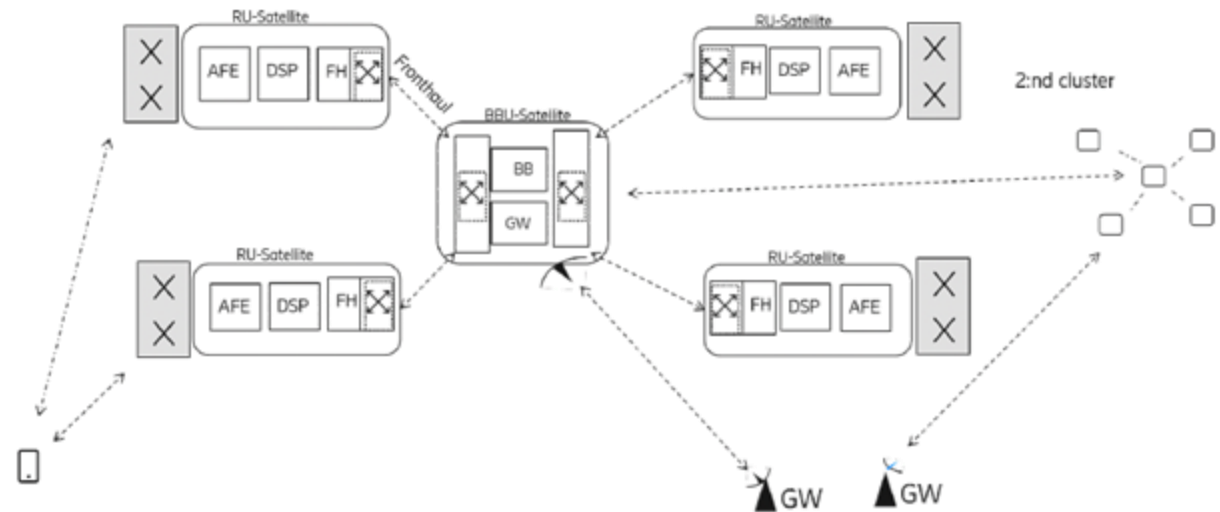 RU-Satellite
AFE DSP FH
Fronthaul
BBU-Satellite
BB
GW
RU-Satellite
FH DSP AFE
2:nd cluster
RU-Satellite
AFE DSP FH
RU-Satellite
FH DSP AFE
GW
GW